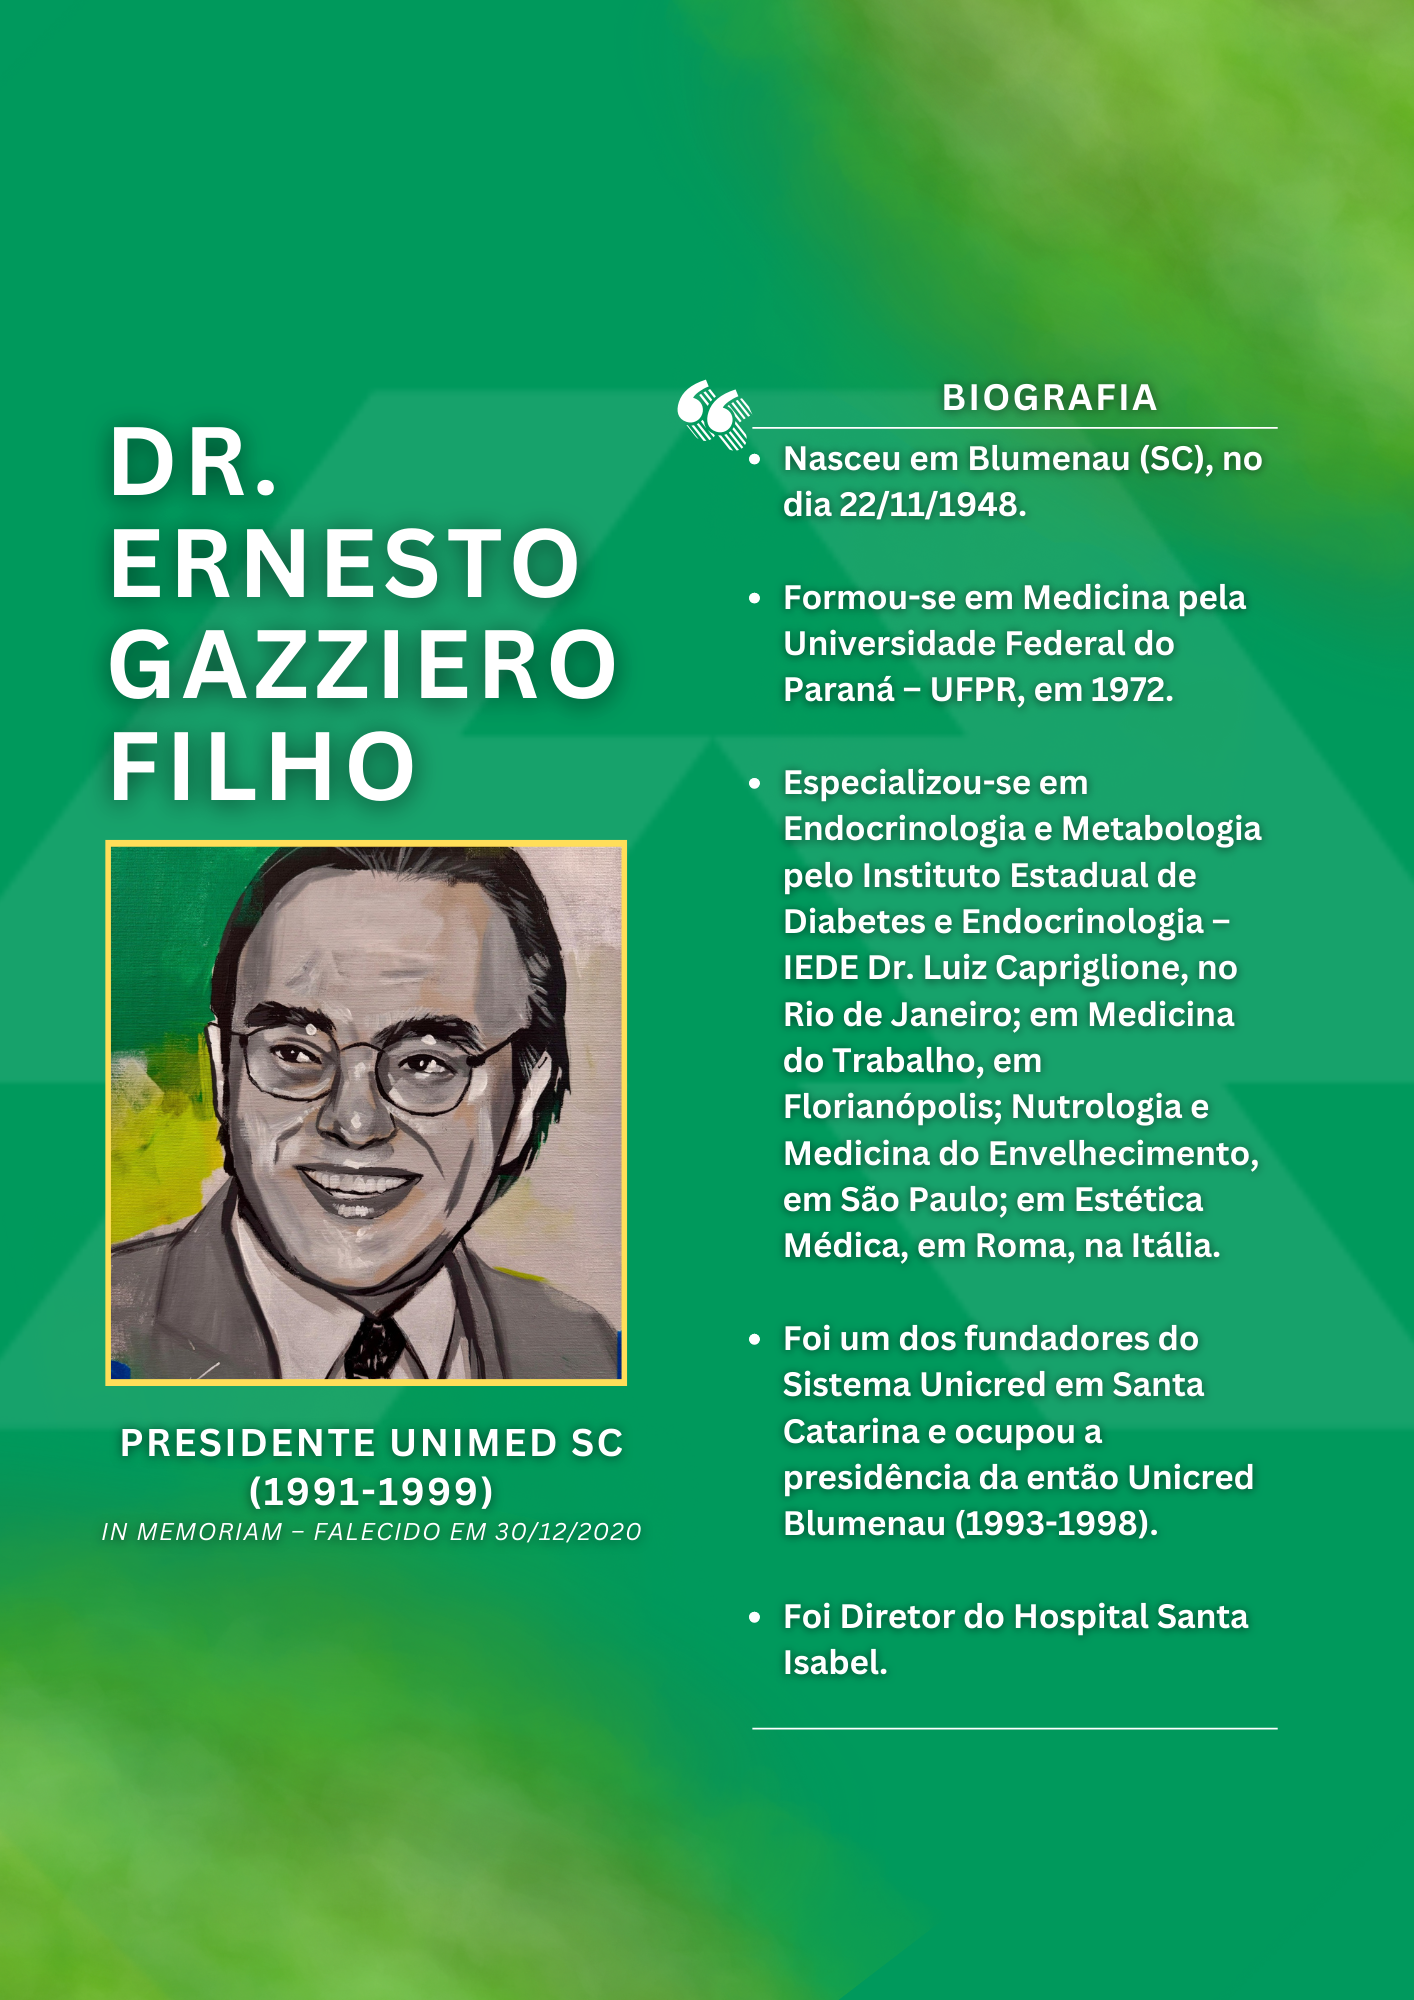 DR.
ERNESTO
GAZZIERO
FILHO
PRESIDENTE UNIMED SC
(1991-1999)
IN MEMORIAM – FALECIDO EM 30/12/2020
BIOGRAFIA
• Nasceu em Blumenau (SC), no
dia 22/11/1948.
• Formou-se em Medicina pela
Universidade Federal do
Paraná – UFPR, em 1972.
• Especializou-se em
Endocrinologia e Metabologia
pelo Instituto Estadual de
Diabetes e Endocrinologia –
IEDE Dr. Luiz Capriglione, no
Rio de Janeiro; em Medicina
do Trabalho, em
Florianópolis; Nutrologia e
Medicina do Envelhecimento,
em São Paulo; em Estética
Médica, em Roma, na Itália.
• Foi um dos fundadores do
Sistema Unicred em Santa
Catarina e ocupou a
presidência da então Unicred
Blumenau (1993-1998).
• Foi Diretor do Hospital Santa
Isabel.